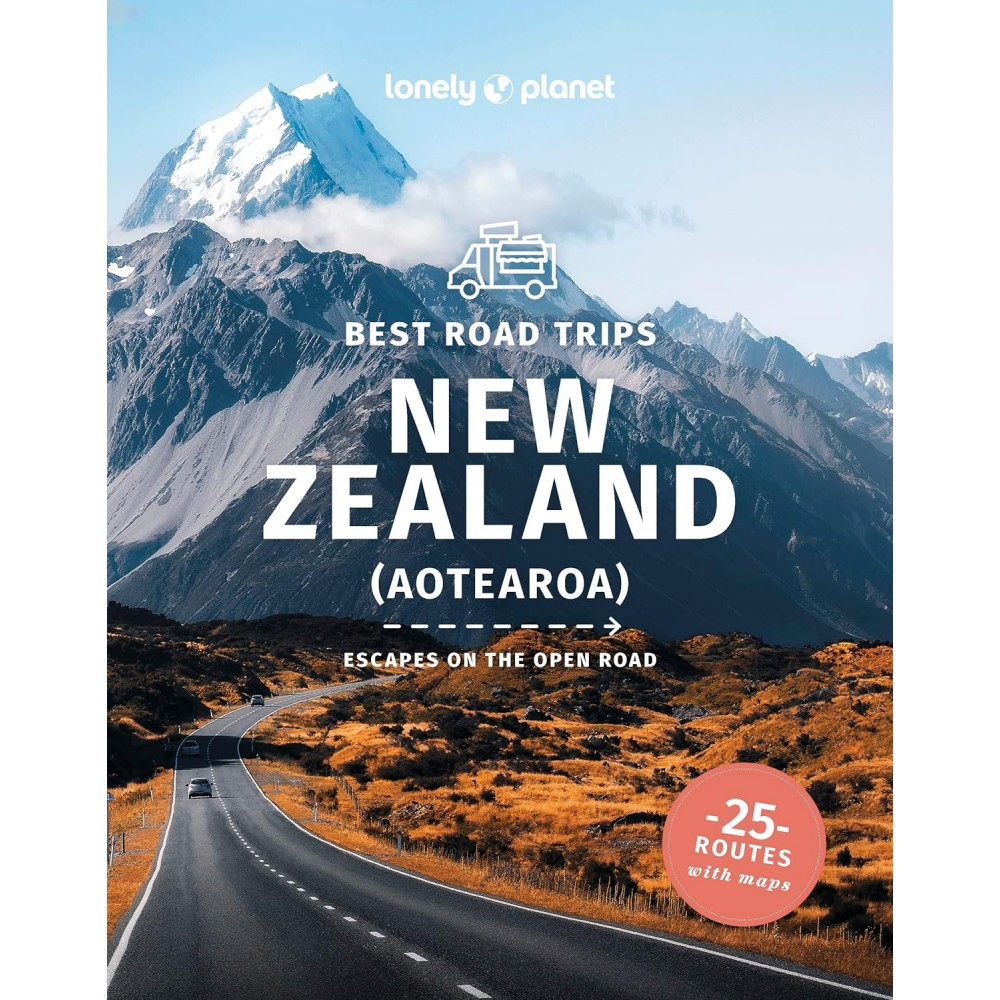 lonely planet
BEST ROAD TRIPS
NEW
ZEALAND
(AOTEAROA)
ESCAPES ON THE OPEN ROAD
-25-
ROUTES
with maps